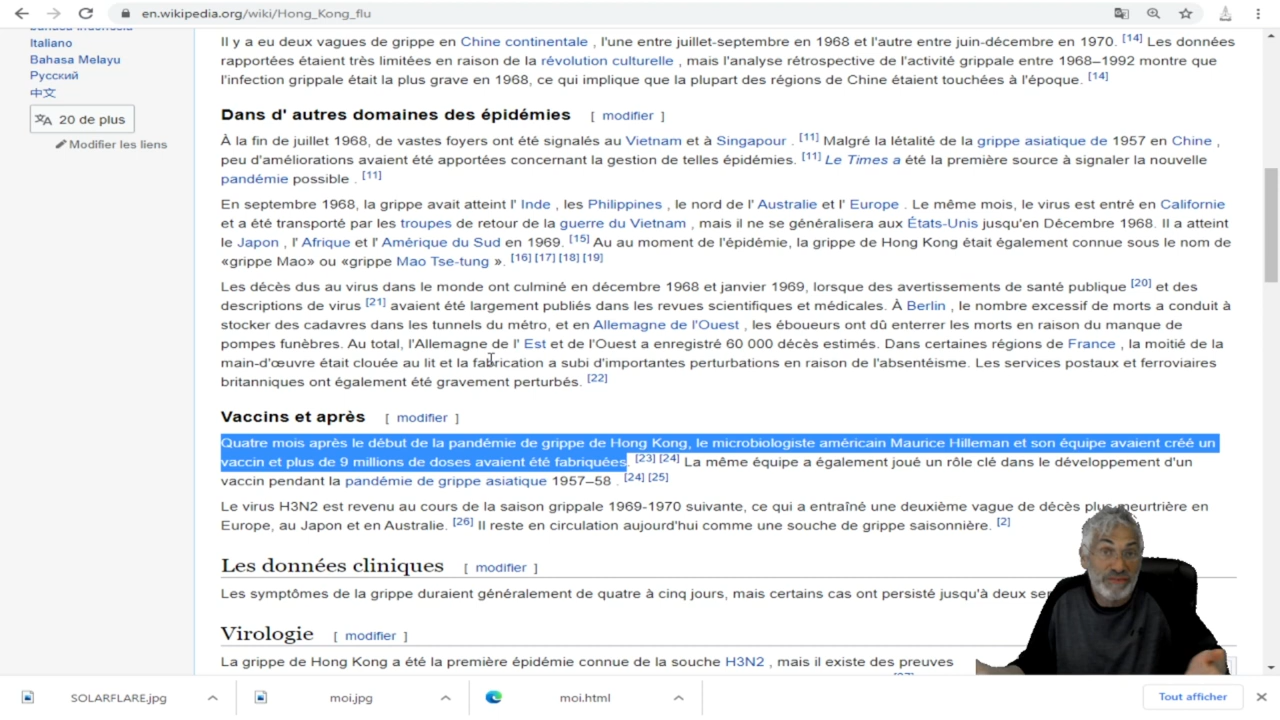 en.wikipedia.org/wiki/Hong_Kong_flu
Italiano
Bahasa Melayu
Русский
中文
20 de plus
Modifier les liens
Il y a eu deux vagues de grippe en Chine continentale , l'une entre juillet-septembre en 1968 et l'autre entre juin-décembre en 1970. [14] Les données
rapportées étaient très limitées en raison de la révolution culturelle , mais l'analyse rétrospective de l'activité grippale entre 1968–1992 montre que
l'infection grippale était la plus grave en 1968, ce qui implique que la plupart des régions de Chine étaient touchées à l'époque. [14]
Dans d' autres domaines des épidémies [ modifier ]
À la fin de juillet 1968, de vastes foyers ont été signalés au Vietnam et à Singapour . [11] Malgré la létalité de la grippe asiatique de 1957 en Chine ,
peu d'améliorations avaient été apportées concernant la gestion de telles épidémies. [11] Le Times a été la première source à signaler la nouvelle
pandémie possible . [11]
En septembre 1968, la grippe avait atteint l' Inde , les Philippines , le nord de l' Australie et l' Europe . Le même mois, le virus est entré en Californie
et a été transporté par les troupes de retour de la guerre du Vietnam , mais il ne se généralisera aux États-Unis jusqu'en Décembre 1968. Il a atteint
le Japon , l' Afrique et l' Amérique du Sud en 1969. [15] Au au moment de l'épidémie, la grippe de Hong Kong était également connue sous le nom de
«grippe Mao» ou «grippe Mao Tse-tung ». [16] [17] [18] [19]
Les décès dus au virus dans le monde ont culminé en décembre 1968 et janvier 1969, lorsque des avertissements de santé publique [20] et des
descriptions de virus [21] avaient été largement publiés dans les revues scientifiques et médicales. À Berlin , le nombre excessif de morts a conduit à
stocker des cadavres dans les tunnels du métro, et en Allemagne de l'Ouest , les éboueurs ont dû enterrer les morts en raison du manque de
pompes funèbres. Au total, l'Allemagne de l' Est et de l'Ouest a enregistré 60 000 décès estimés. Dans certaines régions de France , la moitié de la
main-d'œuvre était clouée au lit et la fabrication a subi d'importantes perturbations en raison de l'absentéisme. Les services postaux et ferroviaires
britanniques ont également été gravement perturbés. [22]
Vaccins et après [ modifier ]
Quatre mois après le début de la pandémie de grippe de Hong Kong, le microbiologiste américain Maurice Hilleman et son équipe avaient créé un
vaccin et plus de 9 millions de doses avaient été fabriquées. [23] [24] La même équipe a également joué un rôle clé dans le développement d'un
vaccin pendant la pandémie de grippe asiatique 1957–58 . [24] [25]
Le virus H3N2 est revenu au cours de la saison grippale 1969-1970 suivante, ce qui a entraîné une deuxième vague de décès plus meurtrière en
Europe, au Japon et en Australie. [26] Il reste en circulation aujourd'hui comme une souche de grippe saisonnière. [2]
Les données cliniques [ modifier ]
Les symptômes de la grippe duraient généralement de quatre à cinq jours, mais certains cas ont persisté jusqu'à deux
Virologie [ modifier ]
La grippe de Hong Kong a été la première épidémie connue de la souche H3N2 , mais il existe des preuves
SOLARFLARE.jpg
moi.jpg
moi.html
Tout afficher